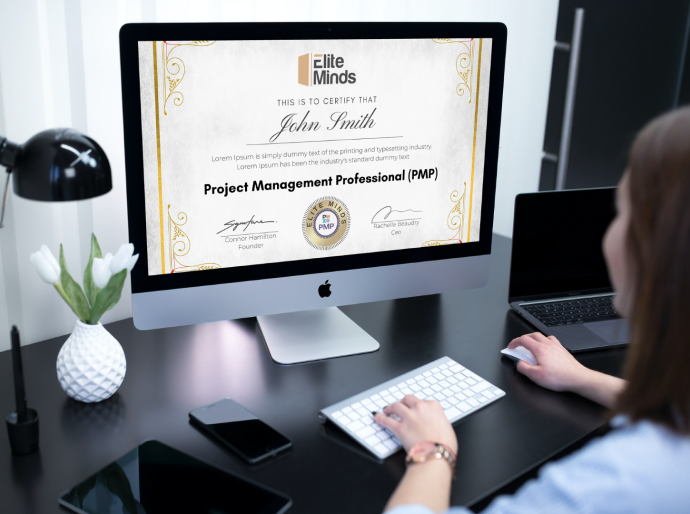 Elite
Minds
THIS IS TO CERTIFY THAT
John Smith
Lorem Ipsum is simply dummy text of the printing and typesetting industry.
Lorem Ipsum has been the industry's standard dummy text
Project Management Professional (PMP)
ELITE MINDS
PMP
Signature
Connor Hamilton
Founder
Rachelle Beaudry
Ceo